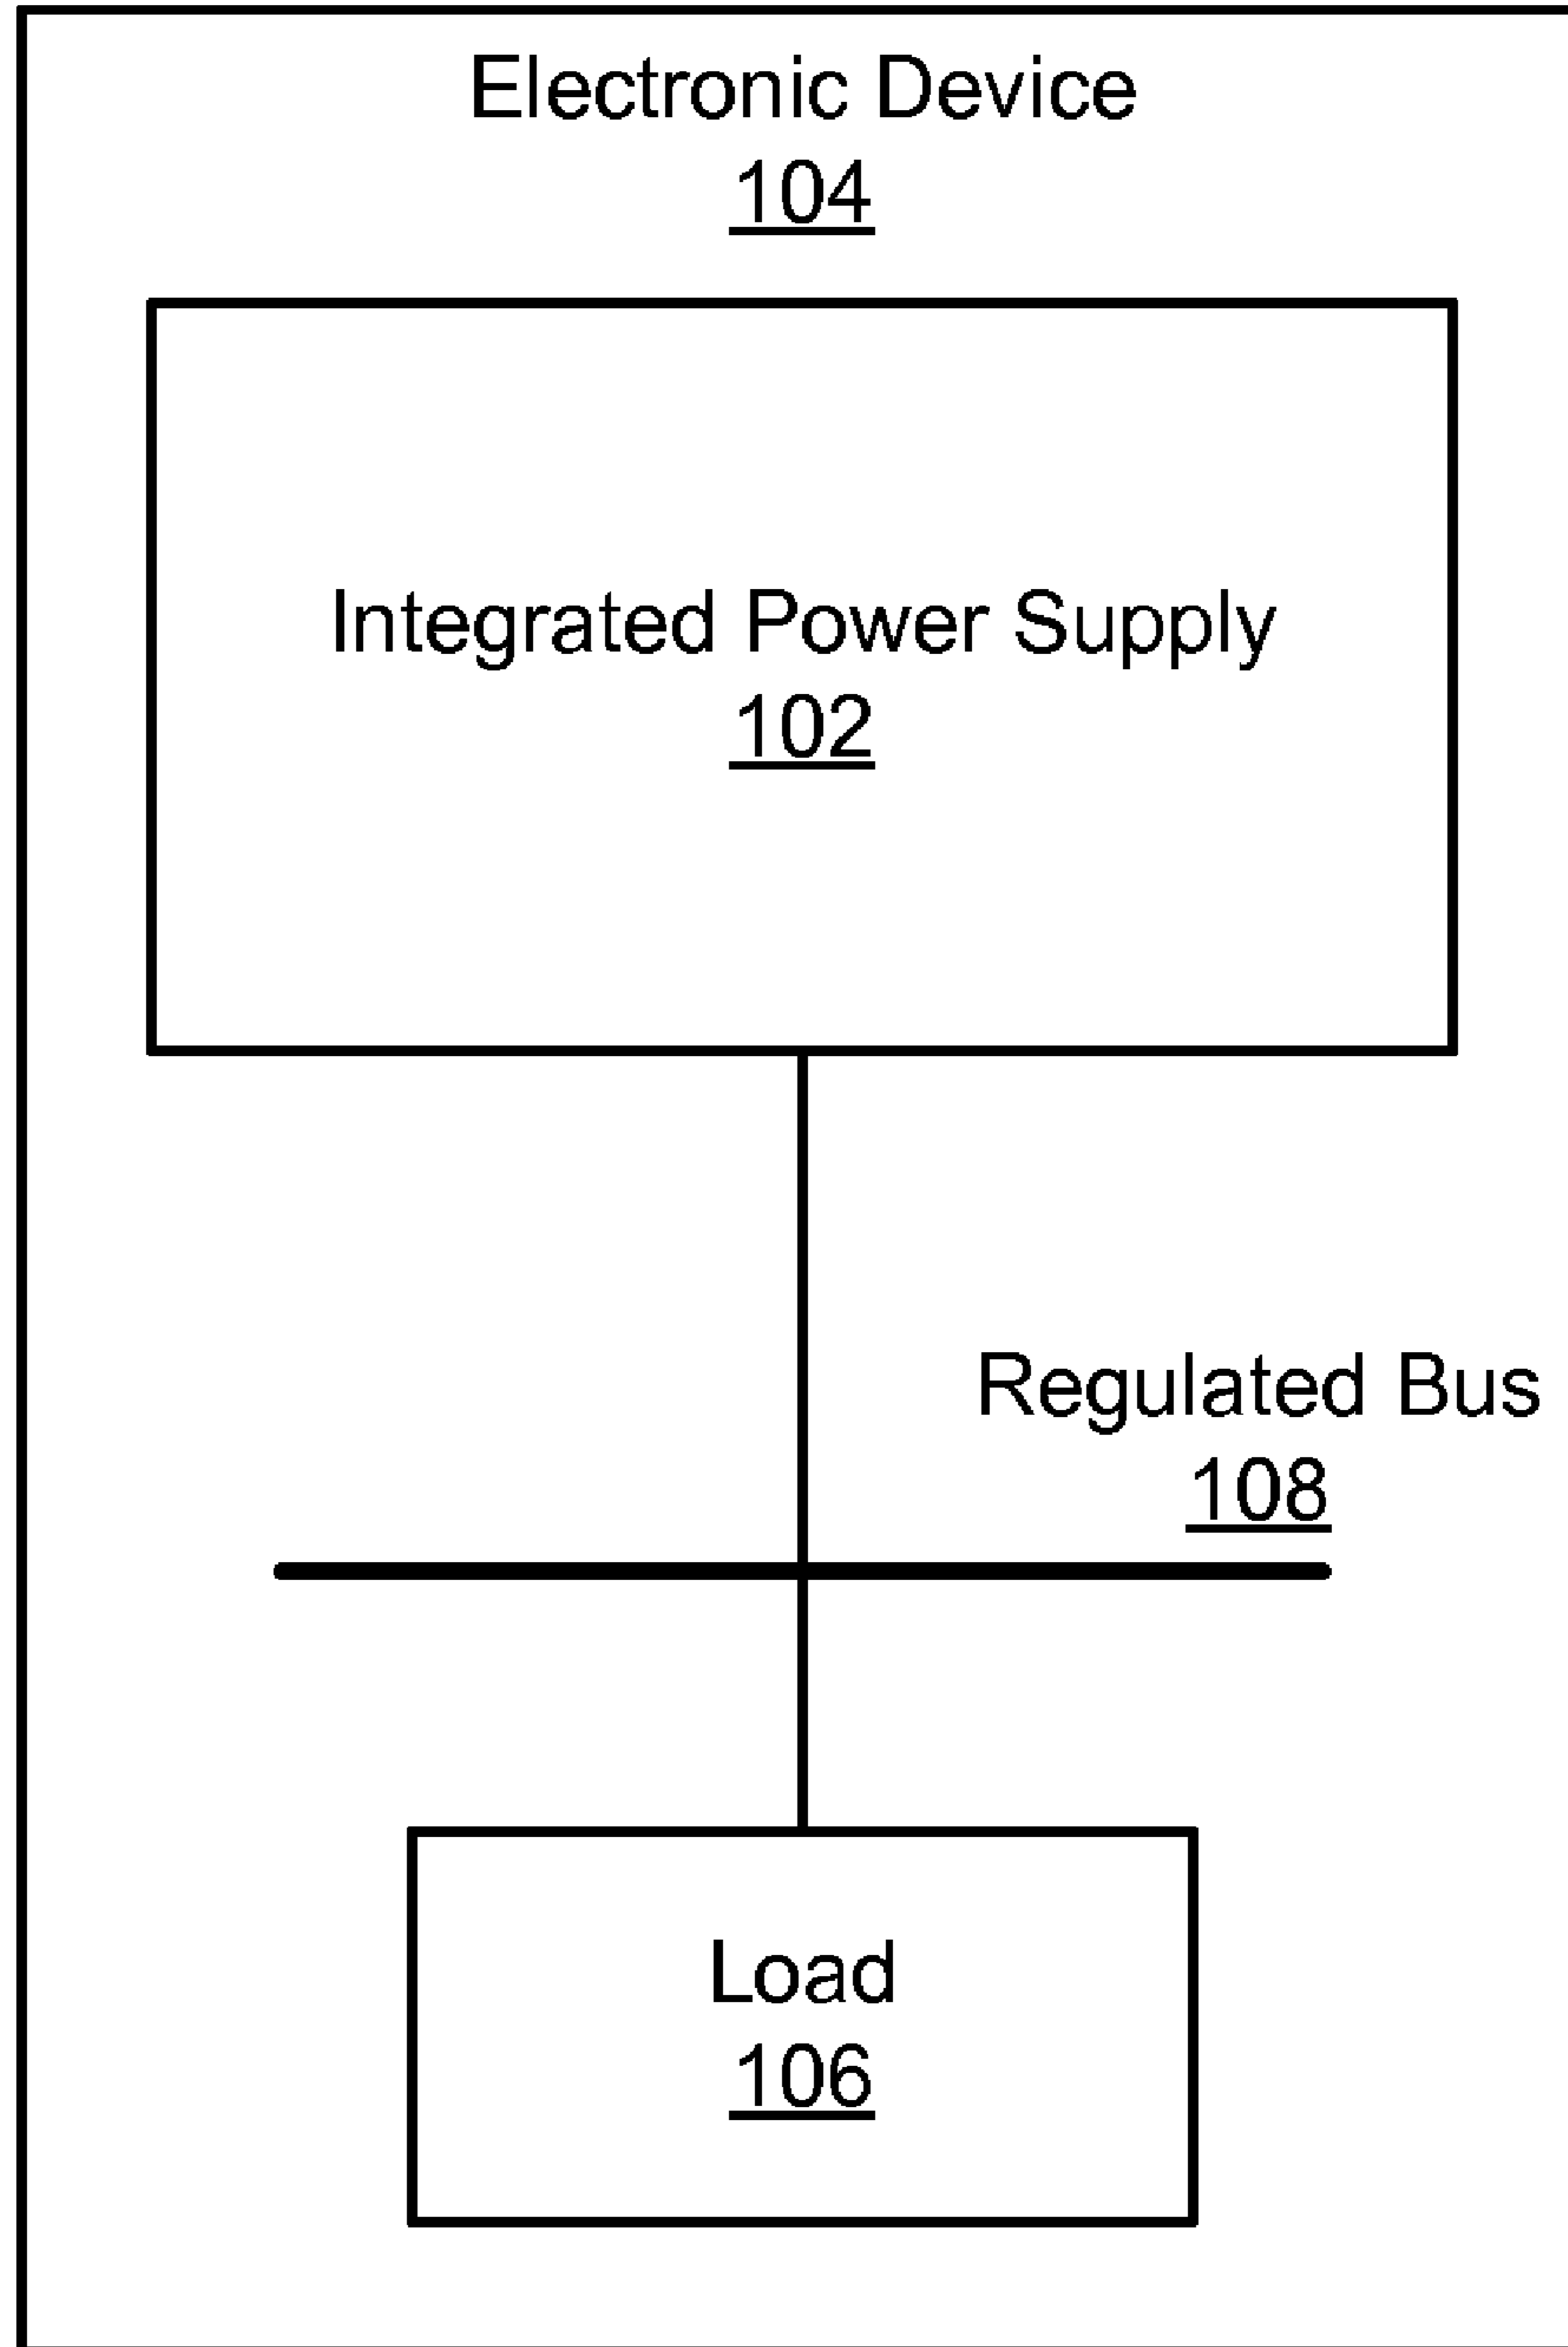 Electronic Device
104
Integrated Power Supply
102
Regulated Bus
108
Load
106